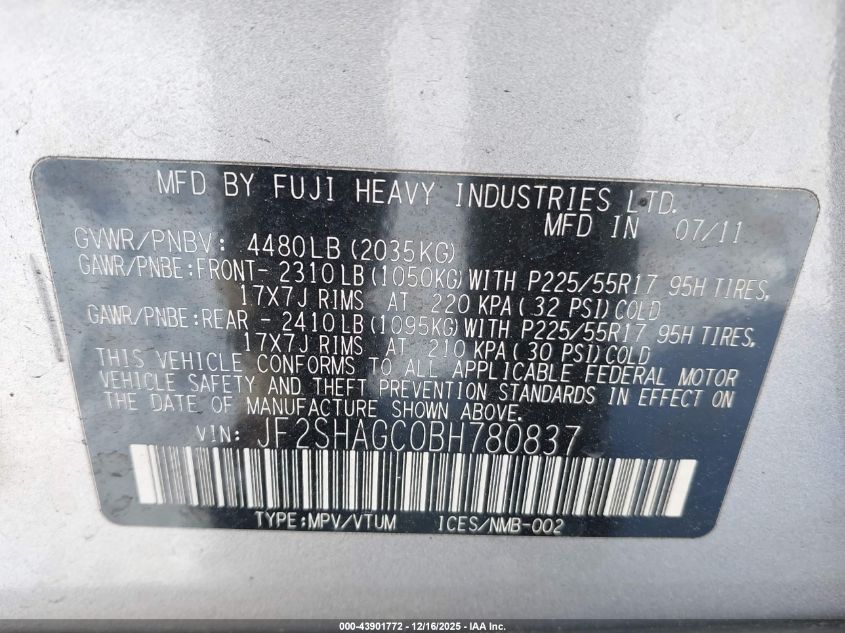 MFD BY FUJI HEAVY INDUSTRIES LTD.
MFD IN 07/11
GVWR/PNBV: 4480LB (2035KG)
GAWR/PNBE:FRONT- 2310LB (1050KG) WITH P225/55R17 95H TIRES,
17X7J RIMS AT 220 KPA( 32 PSI) COLD
GAWR/PNBE:REAR - 2410LB (1095KG) WITH P225/55R17 95H TIRES,
17X7J RIMS AT 210 KPA( 30 PSI) COLD
THIS VEHICLE CONFORMS TO ALL APPLICABLE FEDERAL MOTOR
VEHICLE SAFETY AND THEFT PREVENTION STANDARDS IN EFFECT ON
THE DATE OF MANUFACTURE SHOWN ABOVE.
VIN: JF2SHAGC0BH780837
TYPE:MPV/VTUM ICES/NMB-002
000-43901772 - 12/16/2025 - IAA Inc.